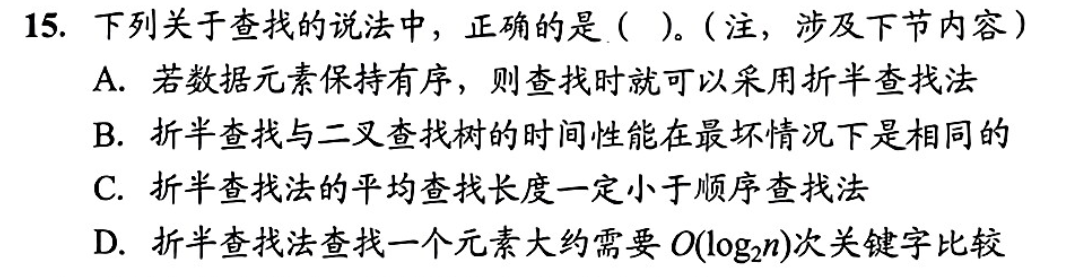 15. 下列关于查找的说法中，正确的是（ ）。（注，涉及下节内容）
A. 若数据元素保持有序，则查找时就可以采用折半查找法
B. 折半查找与二叉查找树的时间性能在最坏情况下是相同的
C. 折半查找法的平均查找长度一定小于顺序查找法
D. 折半查找法查找一个元素大约需要 O(log₂n)次关键字比较